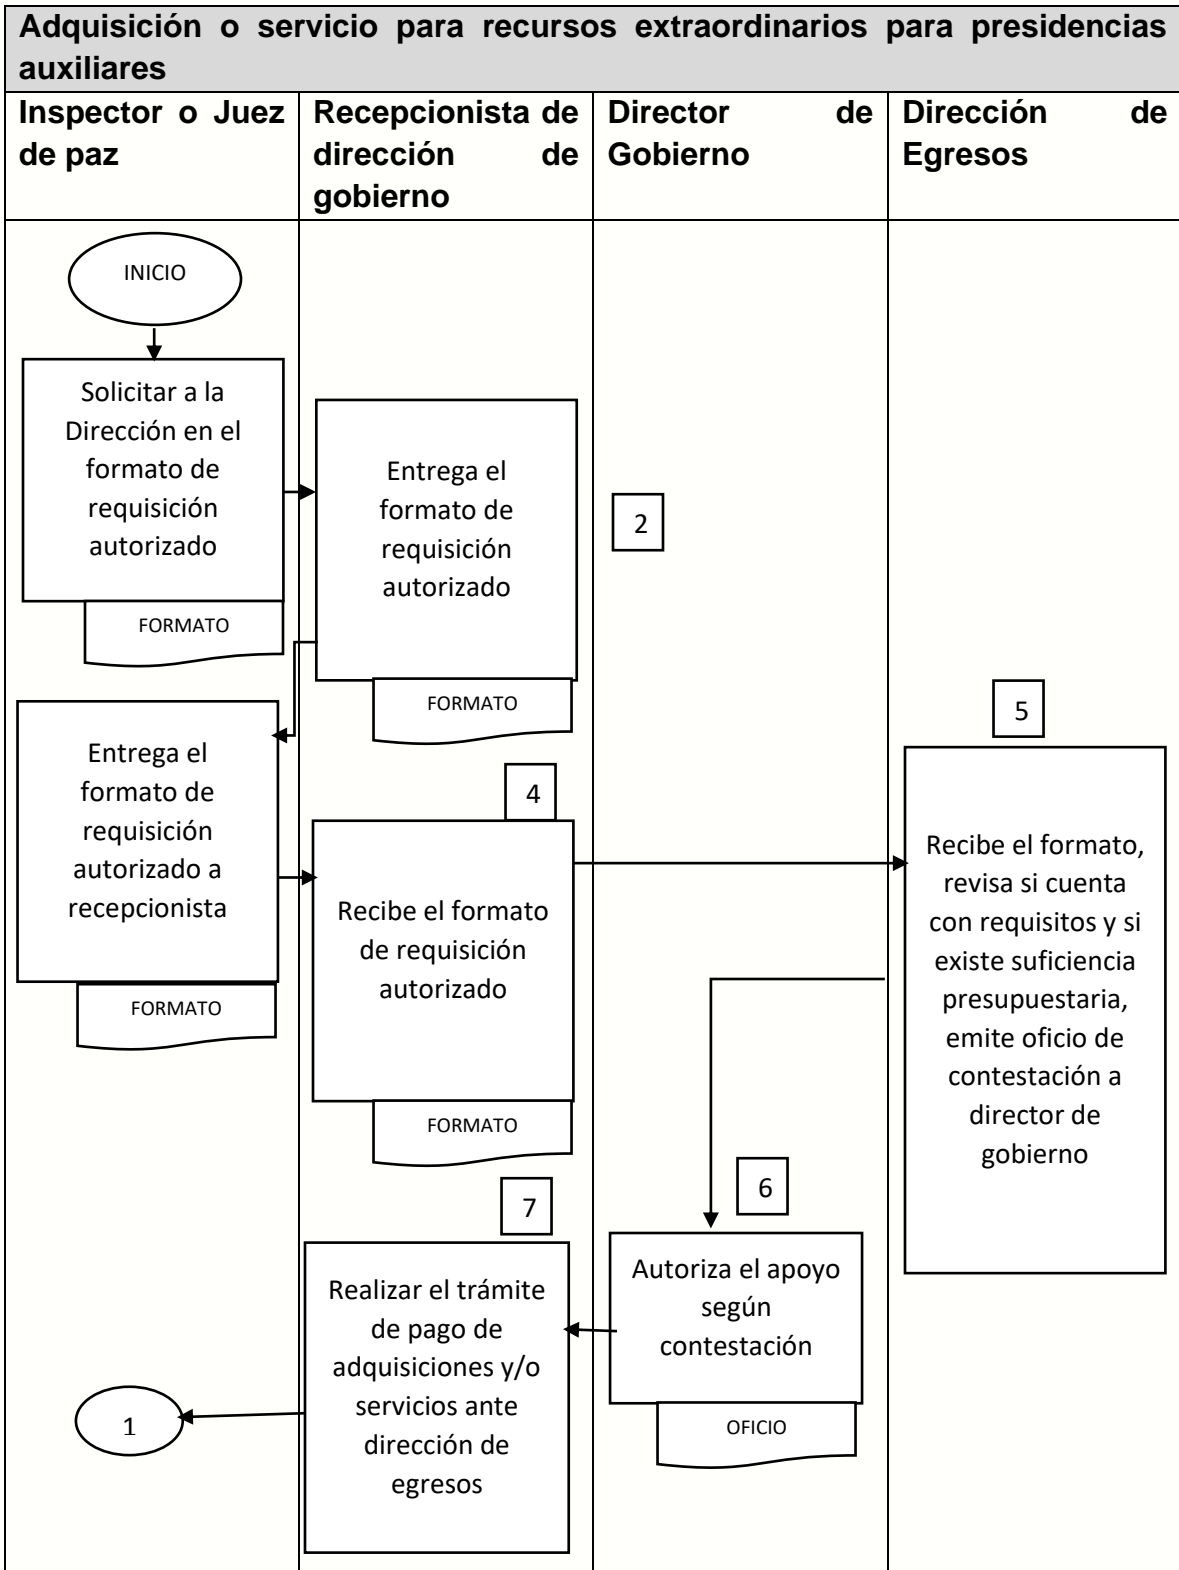 Adquisición o servicio para recursos extraordinarios para presidencias
auxiliares
Inspector o Juez
de paz
Recepcionista de
dirección de
gobierno
Director de
Gobierno
Dirección de
Egresos
INICIO
Solicitar a la
Dirección en el
formato de
requisición
autorizado
FORMATO
Entrega el
formato de
requisición
autorizado
FORMATO
2
Entrega el
formato de
requisición
autorizado a
recepcionista
FORMATO
4
Recibe el formato
de requisición
autorizado
FORMATO
5
Recibe el formato,
revisa si cuenta
con requisitos y si
existe suficiencia
presupuestaria,
emite oficio de
contestación a
director de
gobierno
6
Autoriza el apoyo
según
contestación
OFICIO
7
Realizar el trámite
de pago de
adquisiciones y/o
servicios ante
dirección de
egresos
1